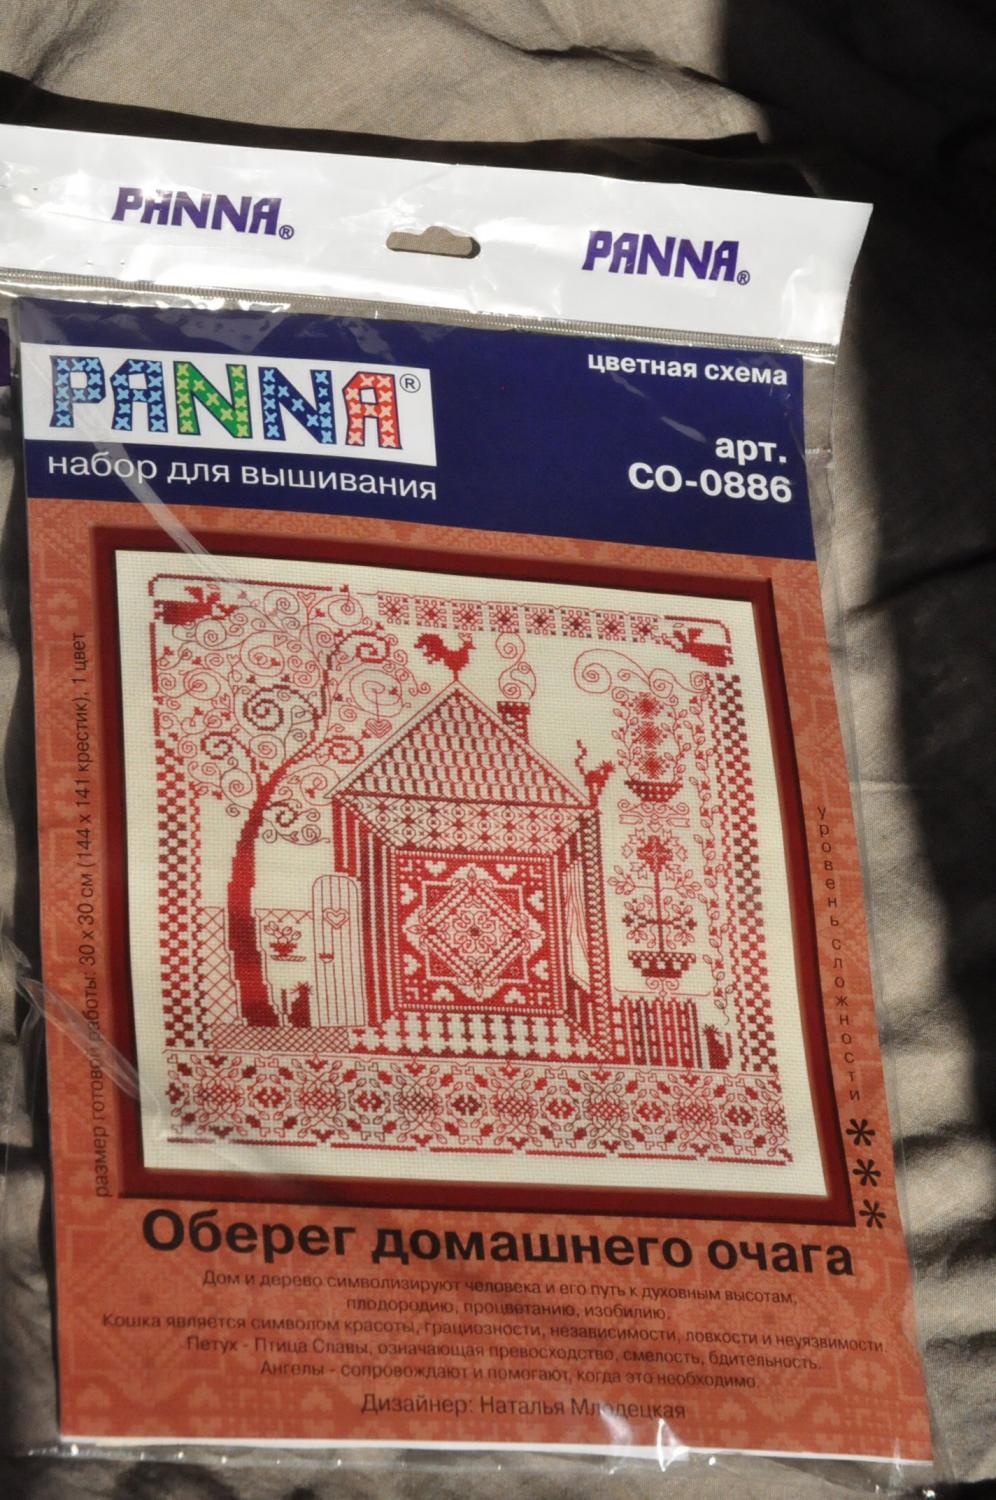 PANNA®
PANNA®
PANNA®
набор для вышивания
цветная схема
арт.
СО-0886
размер готовой работы: 30 х 30 см (144 х 141 крестик), 1 цвет
уровень сложности
***
Оберег домашнего очага
Дом и дерево символизируют человека и его путь к духовным высотам,
плодородию, процветанию, изобилию.
Кошка является символом красоты, грациозности, независимости, ловкости и неуязвимости.
Петух - Птица Славы, означающая превосходство, смелость, бдительность.
Ангелы - сопровождают и помогают, когда это необходимо.
Дизайнер: Наталья Млодецкая